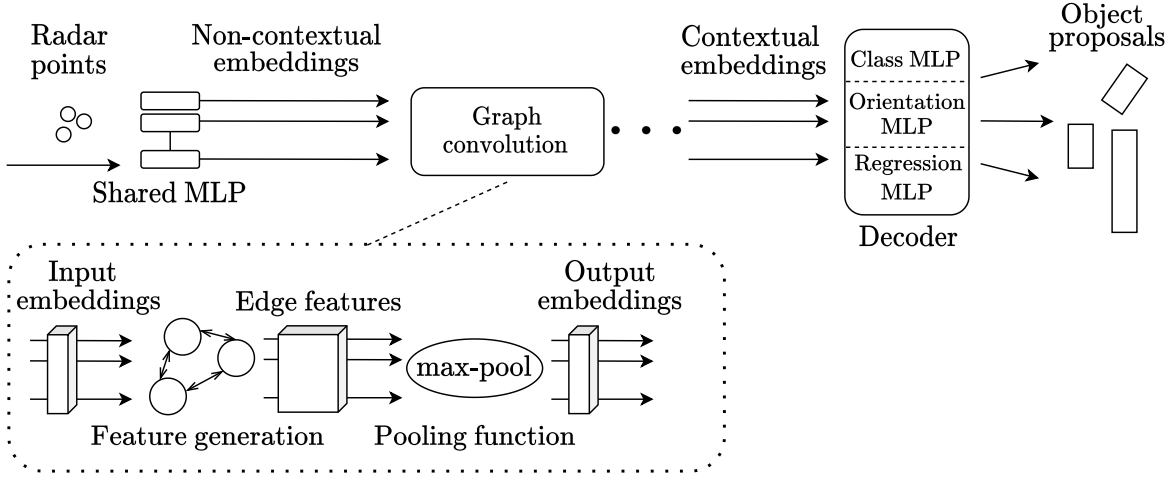 Radar
points
Non-contextual
embeddings
Shared MLP
Graph
convolution
Contextual
embeddings
Class MLP
Orientation
MLP
Regression
MLP
Decoder
Object
proposals
Input
embeddings
Feature generation
Edge features
max-pool
Pooling function
Output
embeddings